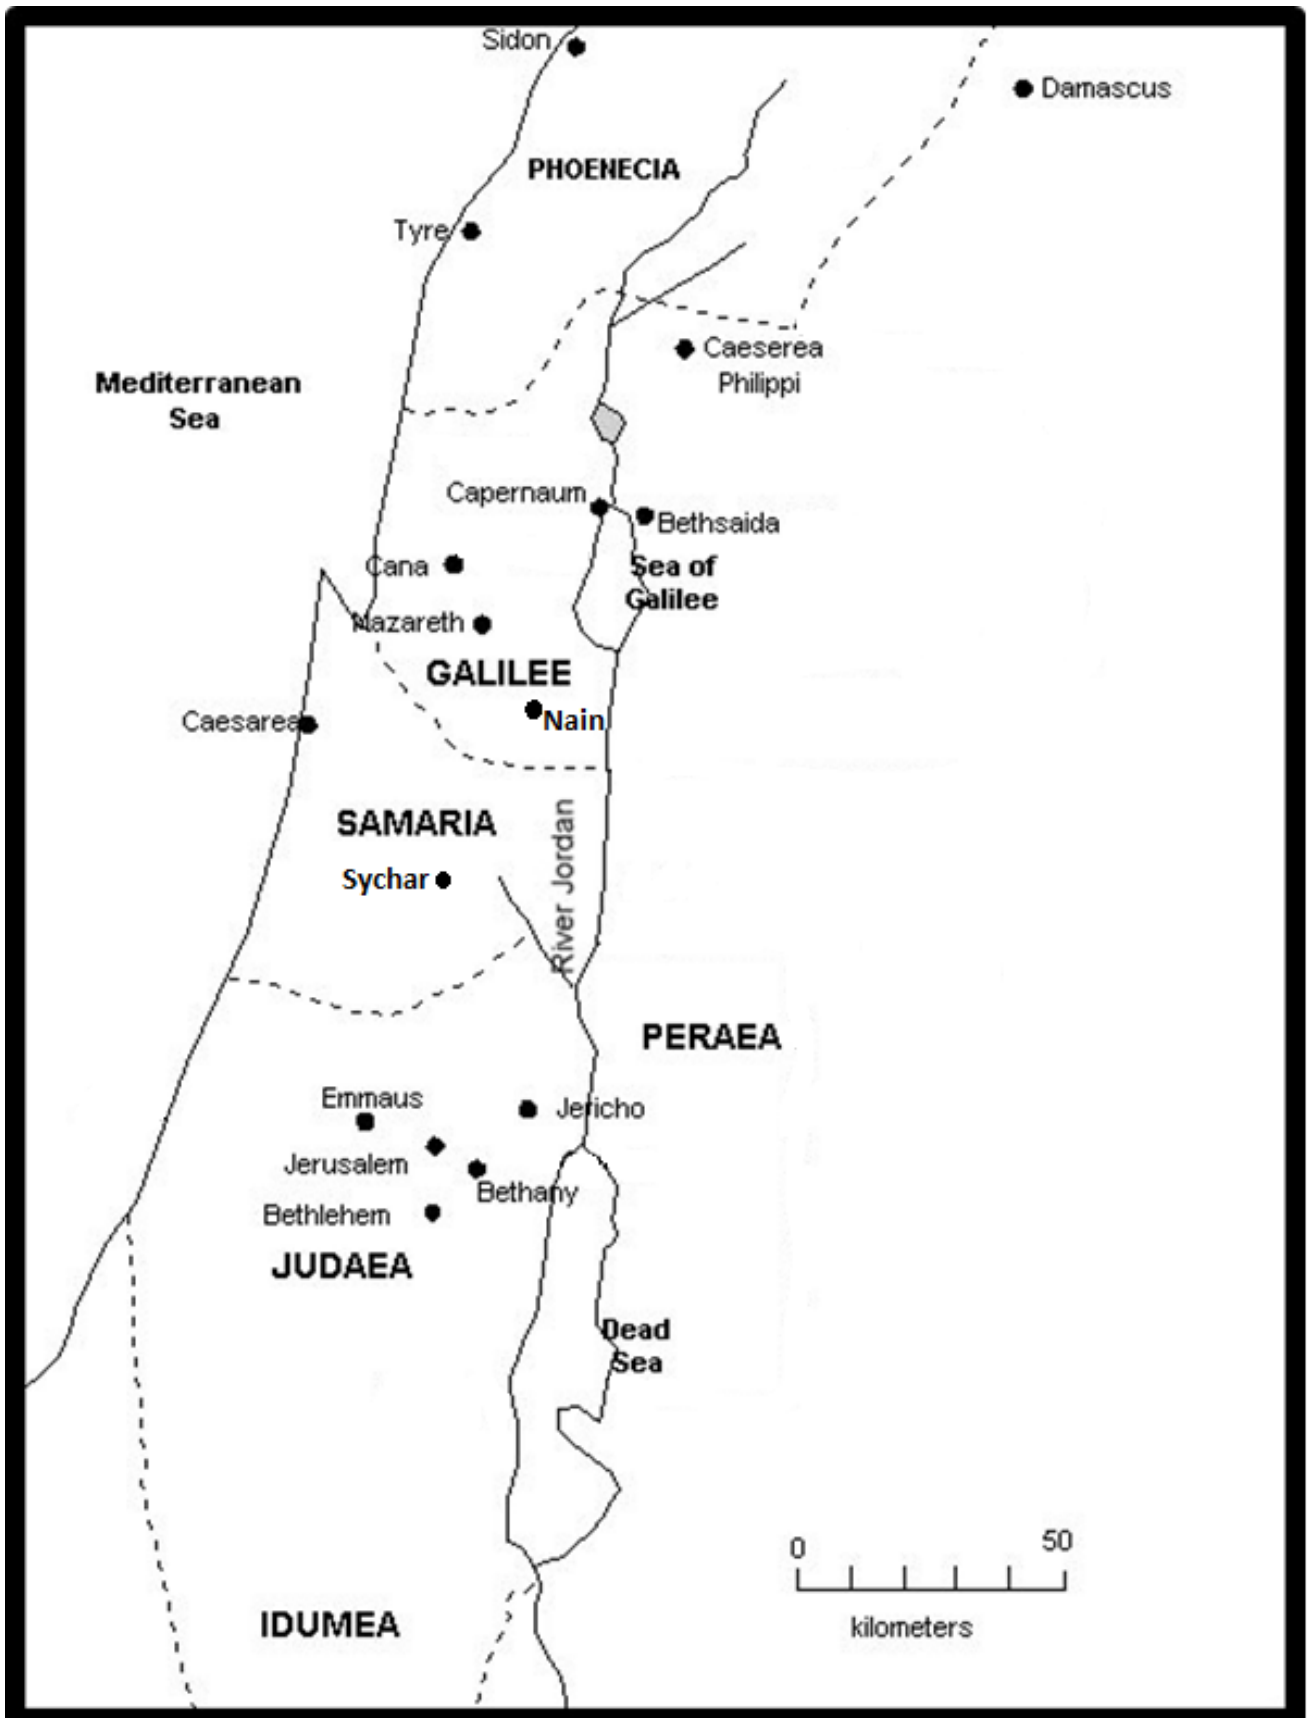 Sidon
Damascus
PHOENECIA
Tyre
Caeserea
Philippi
Mediterranean
Sea
Capernaum
Bethsaida
Cana
Sea of
Galilee
Nazareth
GALILEE
Nain
Caesarea
SAMARIA
River Jordan
Sychar
PERAEA
Emmaus
Jericho
Jerusalem
Bethany
Bethlehem
JUDAEA
Dead
Sea
0 50
kilometers
IDUMEA